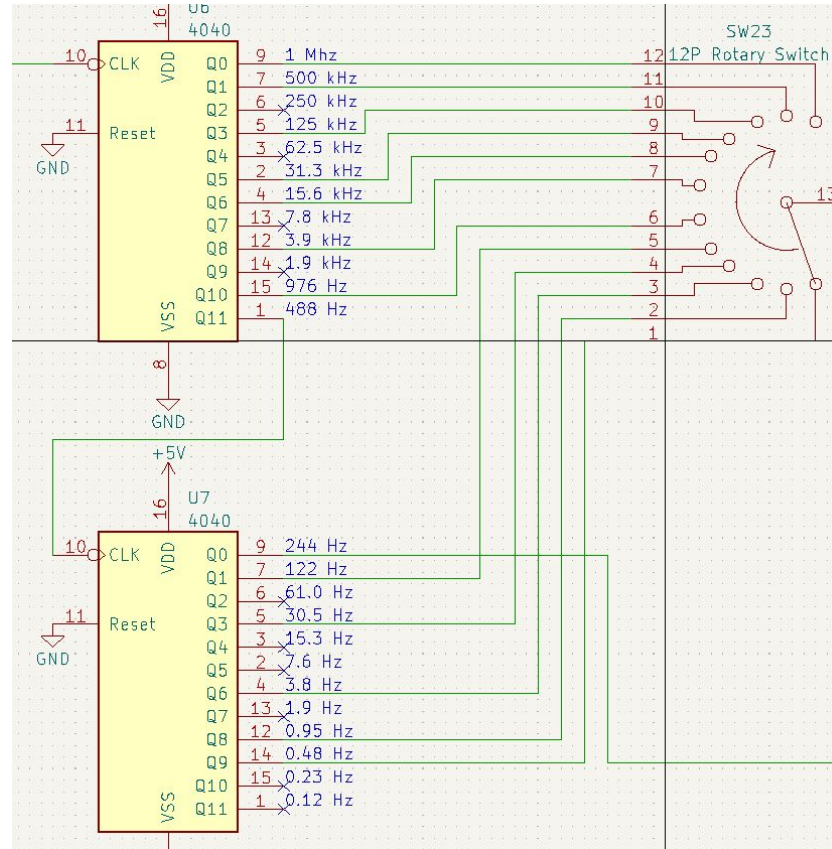 16
U6
4040
10 CLK VDD Q0 9 1 Mhz
Q1 7 500 kHz
Q2 6 250 kHz
11 Reset Q3 5 125 kHz
GND
Q4 3 62.5 kHz
Q5 2 31.3 kHz
Q6 4 15.6 kHz
Q7 13 7.8 kHz
Q8 12 3.9 kHz
Q9 14 1.9 kHz
Q10 15 976 Hz
VSS Q11 1 488 Hz
8
GND
SW23
12P Rotary Switch
12
11
10
9
8
7
13
6
5
4
3
2
1
+5V
16
U7
4040
10 CLK VDD Q0 9 244 Hz
Q1 7 122 Hz
Q2 6 61.0 Hz
11 Reset Q3 5 30.5 Hz
GND
Q4 3 15.3 Hz
Q5 2 7.6 Hz
Q6 4 3.8 Hz
Q7 13 1.9 Hz
Q8 12 0.95 Hz
Q9 14 0.48 Hz
Q10 15 0.23 Hz
VSS Q11 1 0.12 Hz